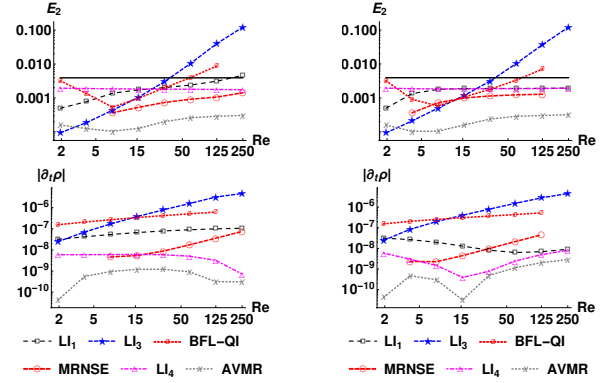 E₂ E₂
0.100 0.100
0.010 0.010
0.001 0.001
Re Re
2 5 15 50 125 250 2 5 15 50 125 250
|∂ₜρ| |∂ₜρ|
10⁻⁶ 10⁻⁶
10⁻⁷ 10⁻⁷
10⁻⁸ 10⁻⁸
10⁻⁹ 10⁻⁹
10⁻¹⁰ 10⁻¹⁰
Re Re
2 5 15 50 125 250 2 5 15 50 125 250
LI₁ LI₃ BFL-QI LI₁ LI₃ BFL-QI
MRNSE LI₄ AVMR MRNSE LI₄ AVMR